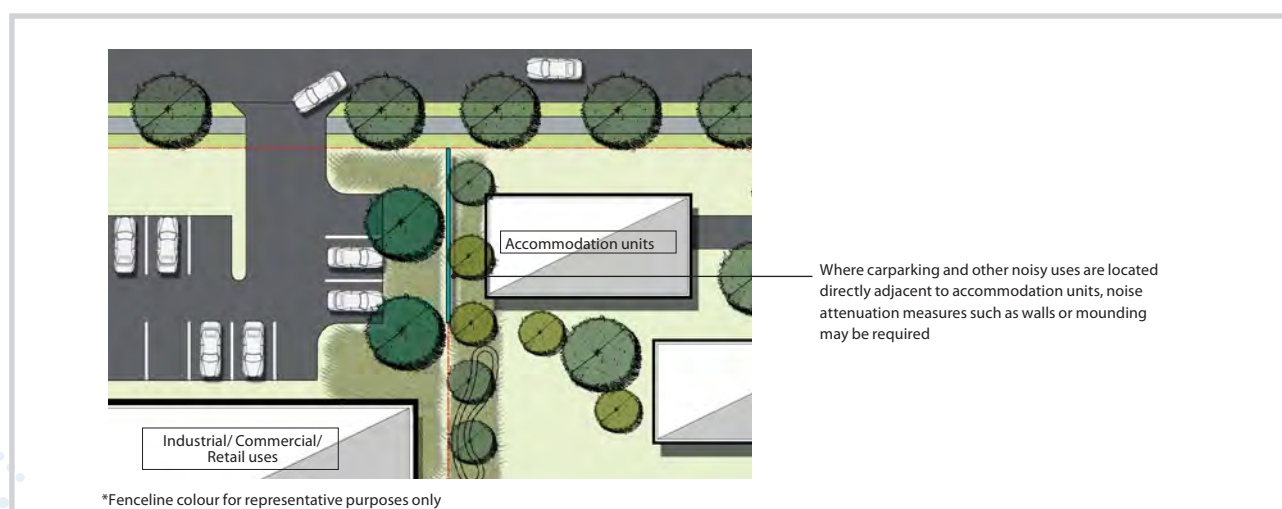 Accommodation units
Where carparking and other noisy uses are located
directly adjacent to accommodation units, noise
attenuation measures such as walls or mounding
may be required
Industrial/ Commercial/
Retail uses
*Fenceline colour for representative purposes only